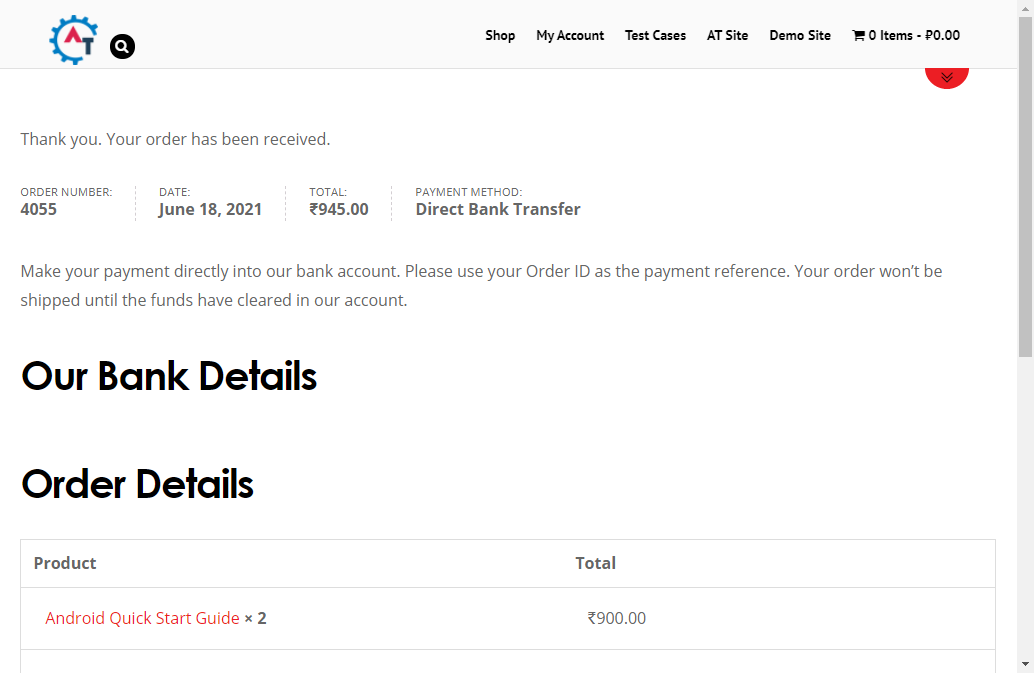 AT
Shop My Account Test Cases AT Site Demo Site 0 Items - ₽0.00
Thank you. Your order has been received.
ORDER NUMBER: DATE: TOTAL: PAYMENT METHOD:
4055 June 18, 2021 ₹945.00 Direct Bank Transfer
Make your payment directly into our bank account. Please use your Order ID as the payment reference. Your order won’t be
shipped until the funds have cleared in our account.
Our Bank Details
Order Details
Product Total
Android Quick Start Guide × 2 ₹900.00